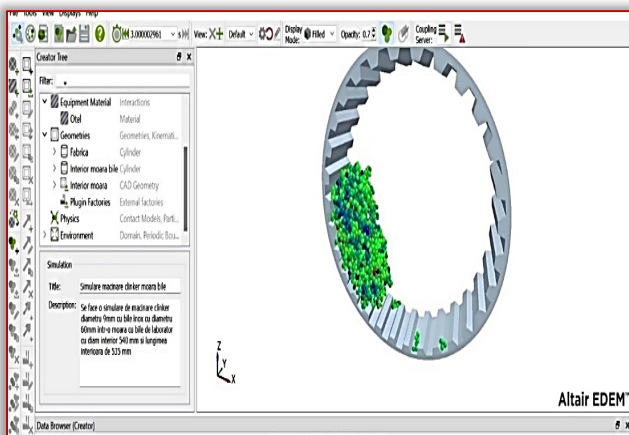 File Tools View Displays Help
3.000002961 s View: Default Display Mode: Filled Opacity: 0.7 Coupling Server:
Creator Tree
Filter:
Equipment Material Interactions
Otel Material
Geometries Geometries, Kinemati...
Fabrica Cylinder
Interior moara bile Cylinder
Interior moara CAD Geometry
Plugin Factories External factories
Physics Contact Models, Parti...
Environment Domain, Periodic Bou...
Simulation
Title: Simulare macinare clinker moara bile
Description: Se face o simulare de macinare clinker
diametru 9mm cu bile inox cu diametru
60mm intr-o moara cu bile de laborator
cu diam interior 540 mm si lungimea
interioara de 535 mm
Z
Y
X
Altair EDEM™
Data Browser (Creator)